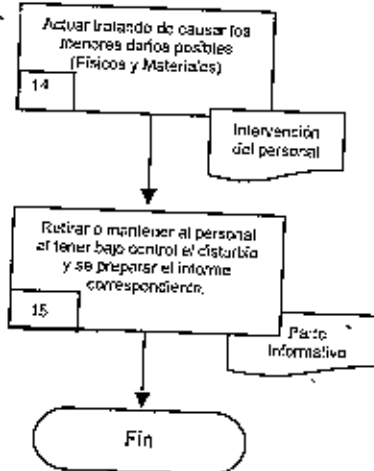 Actuar tratando de causar los
menores daños posibles
(Físicos y Materiales)
14
Intervención
del personal
Retirar o mantener al personal
al tener bajo control el disturbio
y se preparar el informe
correspondiente.
15
Parte
Informativo
Fin